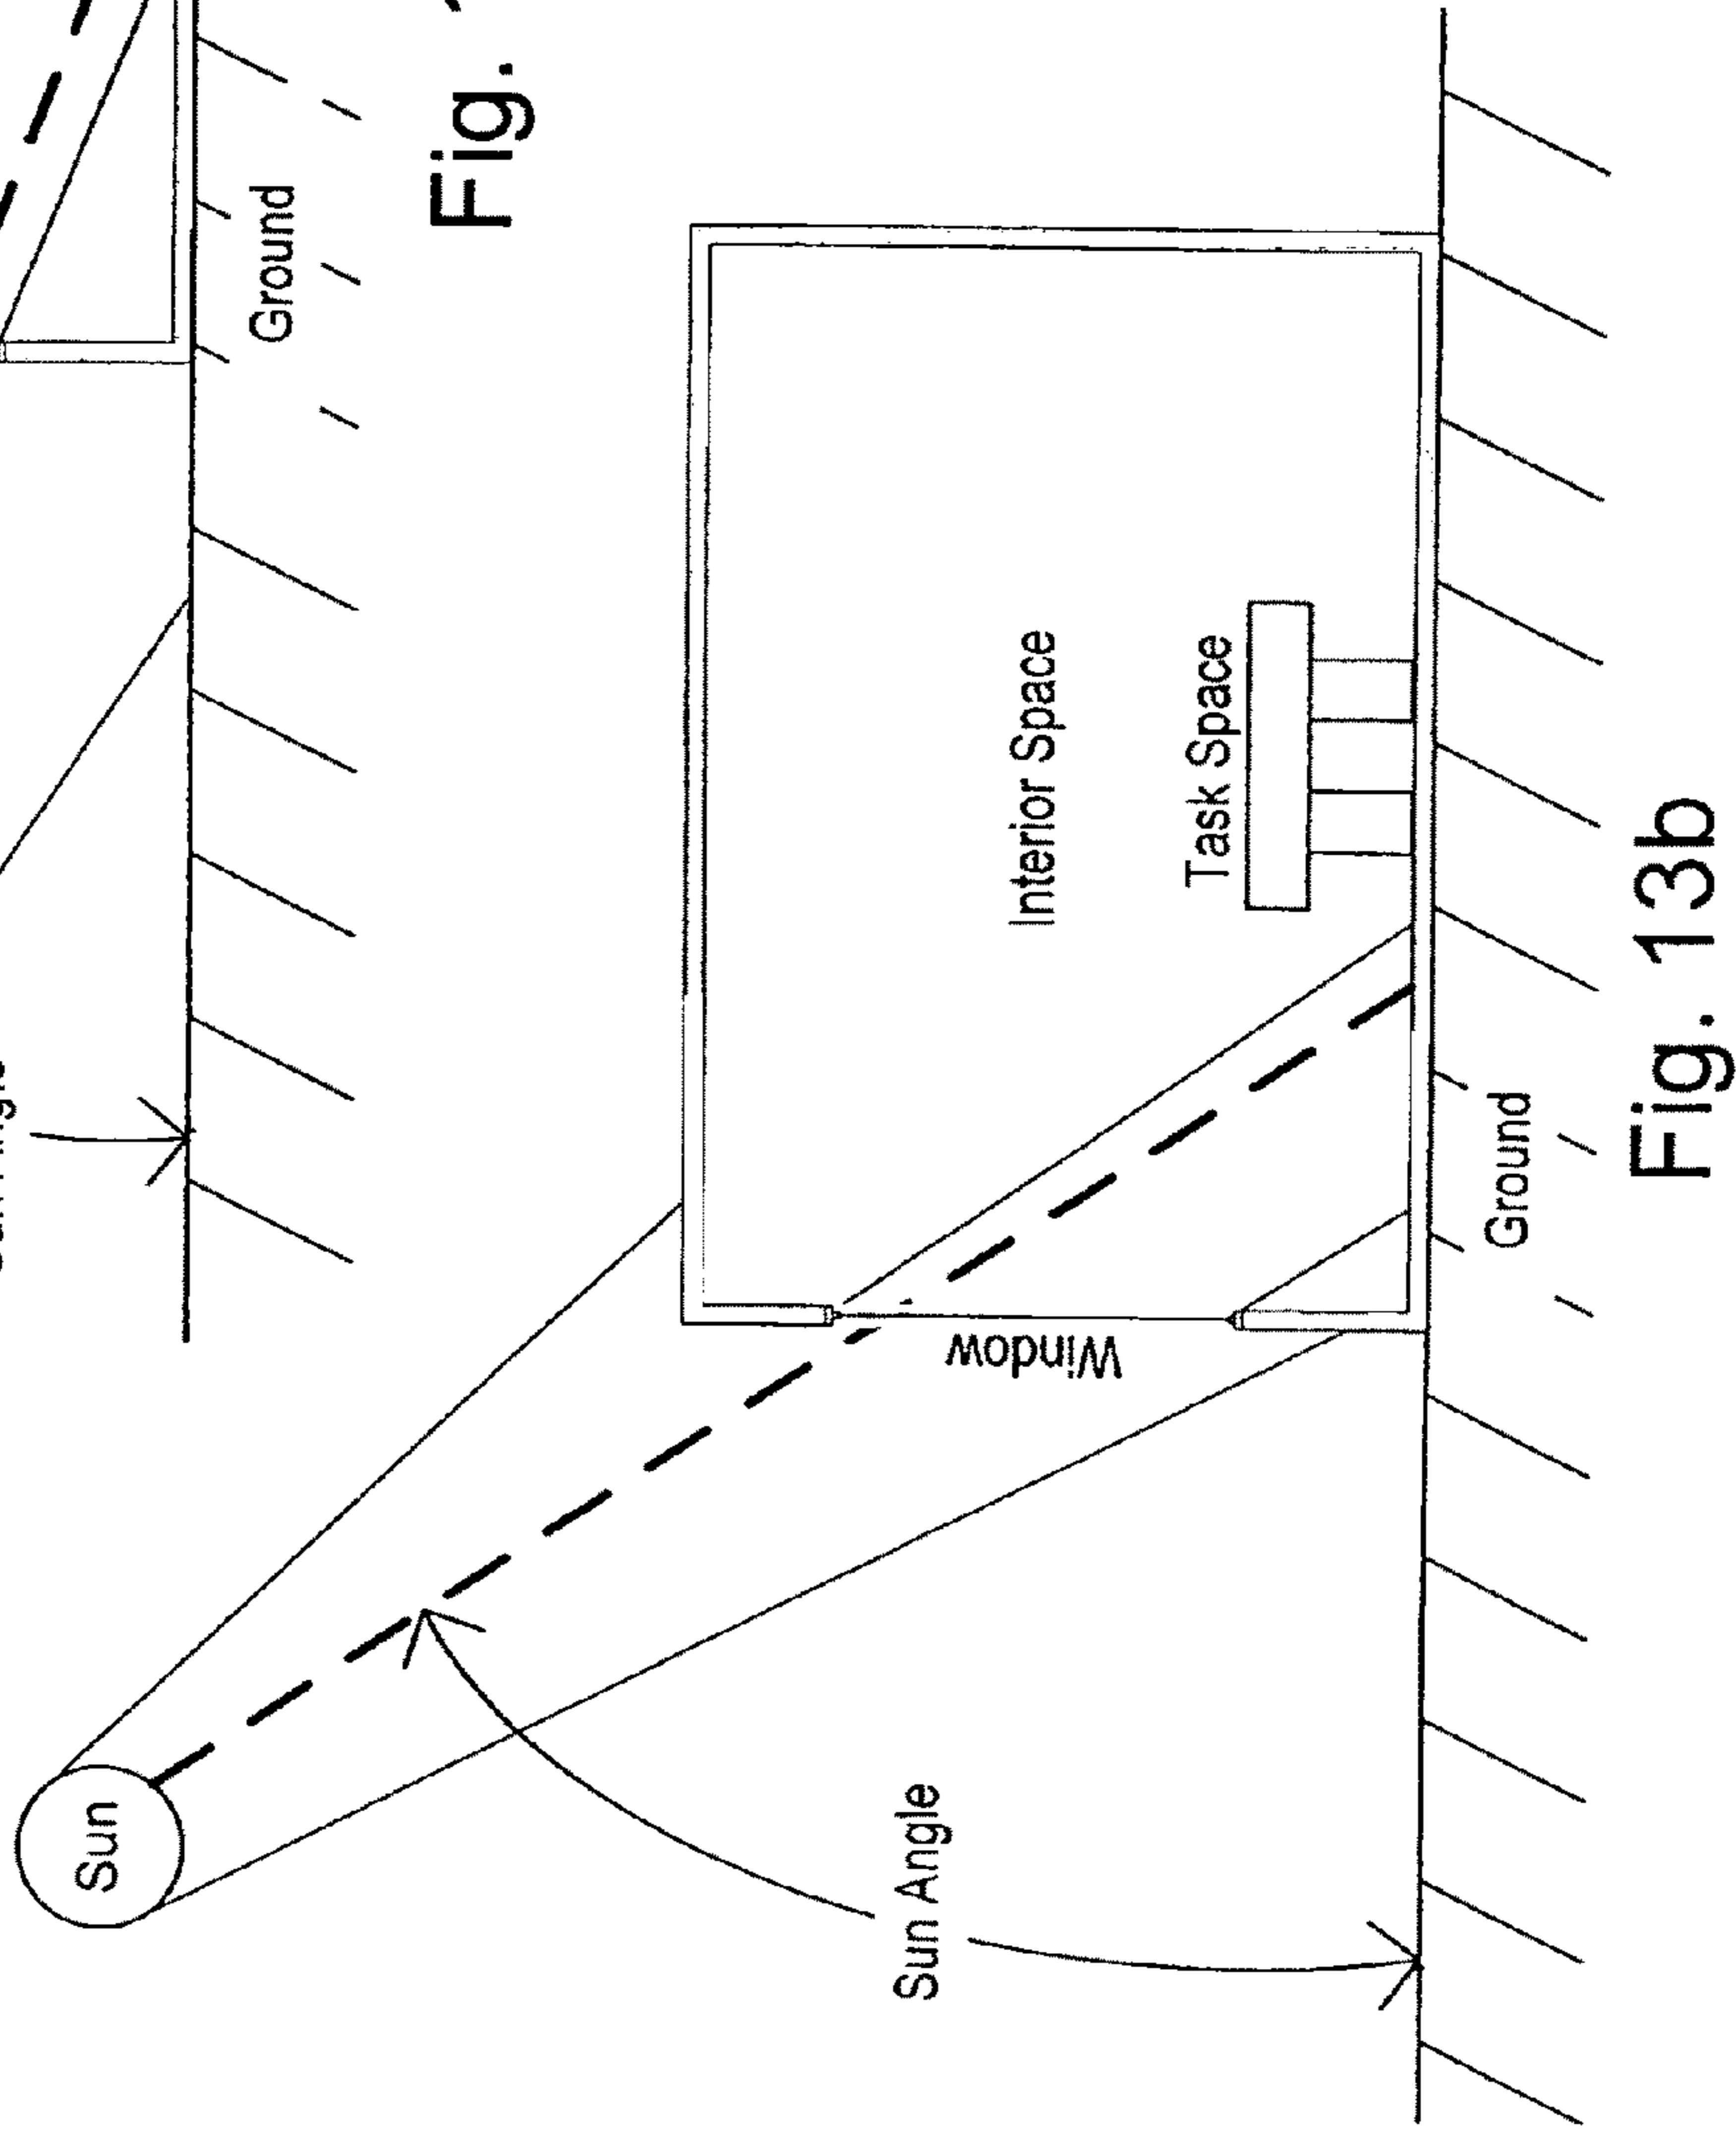 Ground
Fig.
Sun
Window
Interior Space
Task Space
Sun Angle
Ground
Fig. 13b